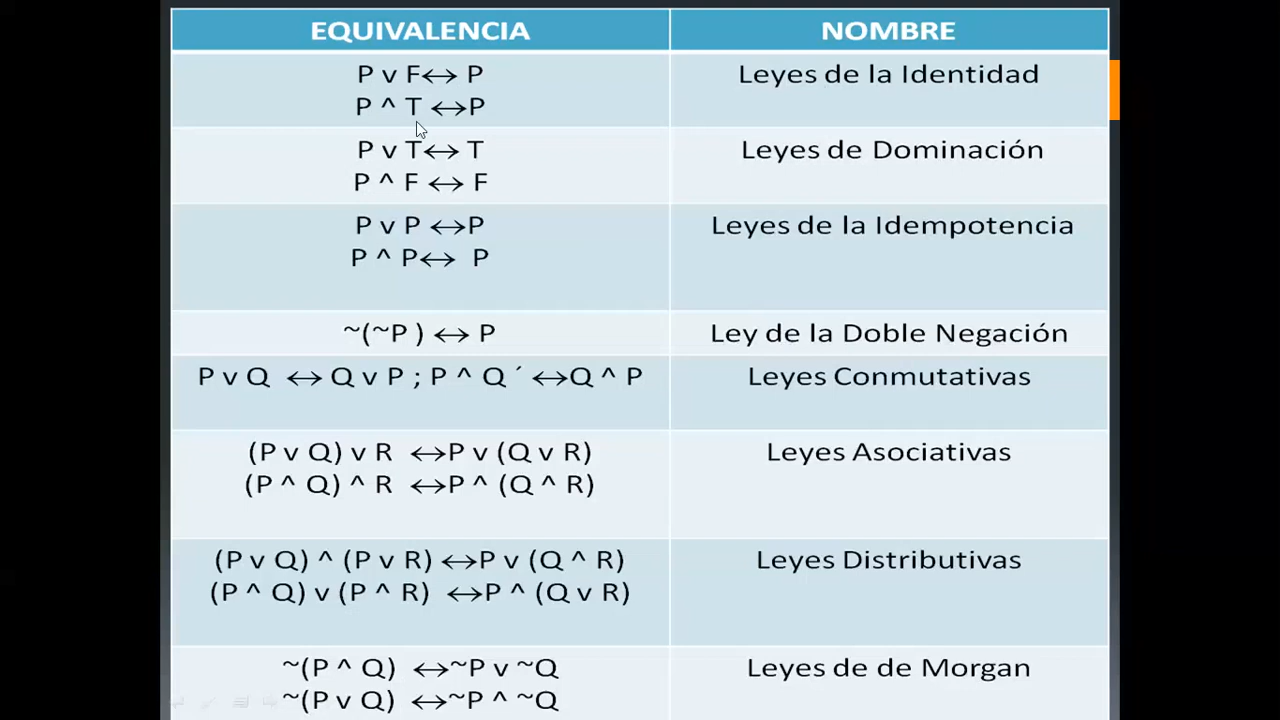 EQUIVALENCIA NOMBRE
P v F↔ P Leyes de la Identidad
P ^ T ↔P
P v T↔ T Leyes de Dominación
P ^ F ↔ F
P v P ↔P Leyes de la Idempotencia
P ^ P↔ P
~(~P ) ↔ P Ley de la Doble Negación
P v Q ↔ Q v P ; P ^ Q ´ ↔Q ^ P Leyes Conmutativas
(P v Q) v R ↔P v (Q v R) Leyes Asociativas
(P ^ Q) ^ R ↔P ^ (Q ^ R)
(P v Q) ^ (P v R) ↔P v (Q ^ R) Leyes Distributivas
(P ^ Q) v (P ^ R) ↔P ^ (Q v R)
~(P ^ Q) ↔~P v ~Q Leyes de de Morgan
~(P v Q) ↔~P ^ ~Q